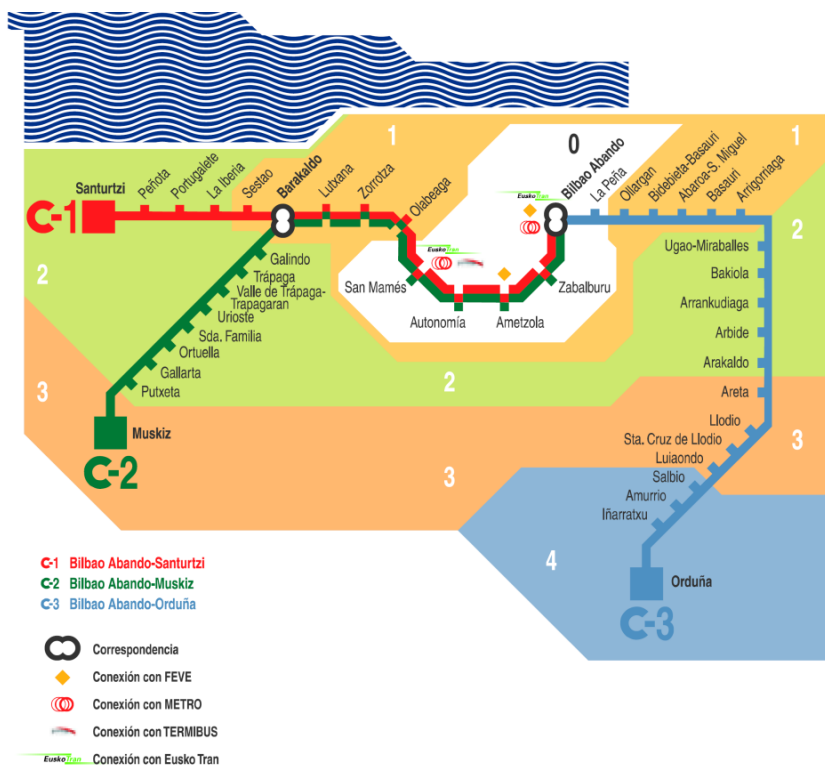 1
0
1
Santurtzi
Peñota
Portugalete
La Iberia
Sestao
Barakaldo
Lutxana
Zorrotza
Olabeaga
EuskoTran
Bilbao Abando
La Peña
Ollargan
Bidebieta-Basauri
Abaroa-S. Miguel
Basauri
Arrigorriaga
C-1
2
2
EuskoTran
San Mamés
Autonomía
Ametzola
Zabalburu
Galindo
Trápaga
Valle de Trápaga-
Trapagaran
Urioste
Sda. Familia
Ortuella
Gallarta
Putxeta
Ugao-Miraballes
Bakiola
Arrankudiaga
Arbide
Arakaldo
Areta
2
3
Muskiz
C-2
3
3
Llodio
Sta. Cruz de Llodio
Luiaondo
Salbio
Amurrio
Iñarratxu
4
Orduña
C-3
C-1 Bilbao Abando-Santurtzi
C-2 Bilbao Abando-Muskiz
C-3 Bilbao Abando-Orduña
Correspondencia
Conexión con FEVE
Conexión con METRO
Conexión con TERMIBUS
EuskoTran Conexión con Eusko Tran